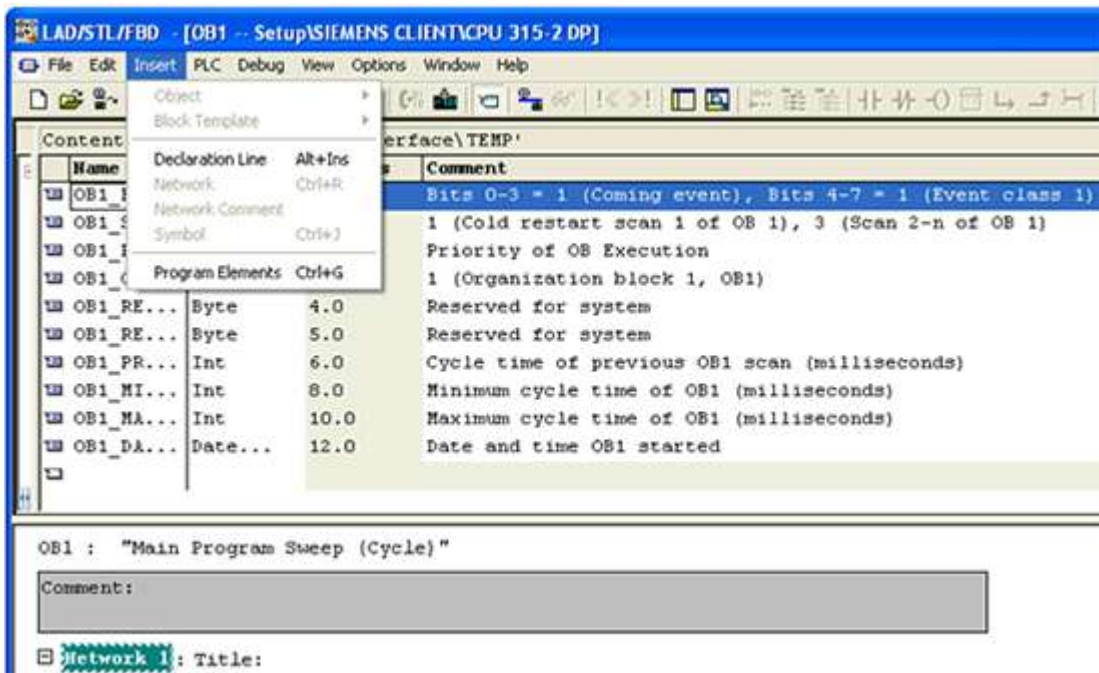 LAD/STL/FBD - [OB1 -- Setup\SIEMENS CLIENT\CPU 315-2 DP]
File Edit Insert PLC Debug View Options Window Help
Object
Block Template
Declaration Line Alt+Ins
Network Ctrl+R
Network Comment
Symbol Ctrl+J
Program Elements Ctrl+G
Content erface\TEMP'
Name Comment
OB1_ Bits 0-3 = 1 (Coming event), Bits 4-7 = 1 (Event class 1)
OB1_ 1 (Cold restart scan 1 of OB 1), 3 (Scan 2-n of OB 1)
OB1_ Priority of OB Execution
OB1_ 1 (Organization block 1, OB1)
OB1_RE... Byte 4.0 Reserved for system
OB1_RE... Byte 5.0 Reserved for system
OB1_PR... Int 6.0 Cycle time of previous OB1 scan (milliseconds)
OB1_MI... Int 8.0 Minimum cycle time of OB1 (milliseconds)
OB1_MA... Int 10.0 Maximum cycle time of OB1 (milliseconds)
OB1_DA... Date... 12.0 Date and time OB1 started
OB1 : "Main Program Sweep (Cycle)"
Comment:
Network 1: Title: